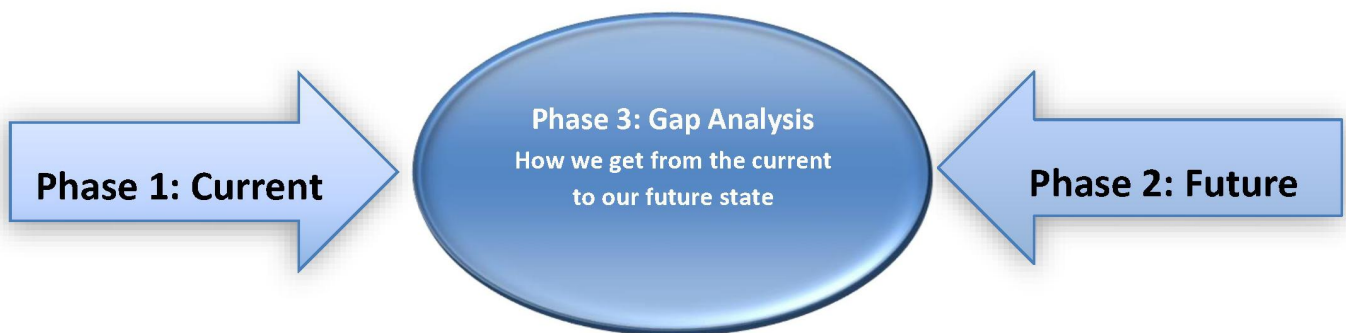 Phase 1: Current
Phase 3: Gap Analysis
How we get from the current
to our future state
Phase 2: Future